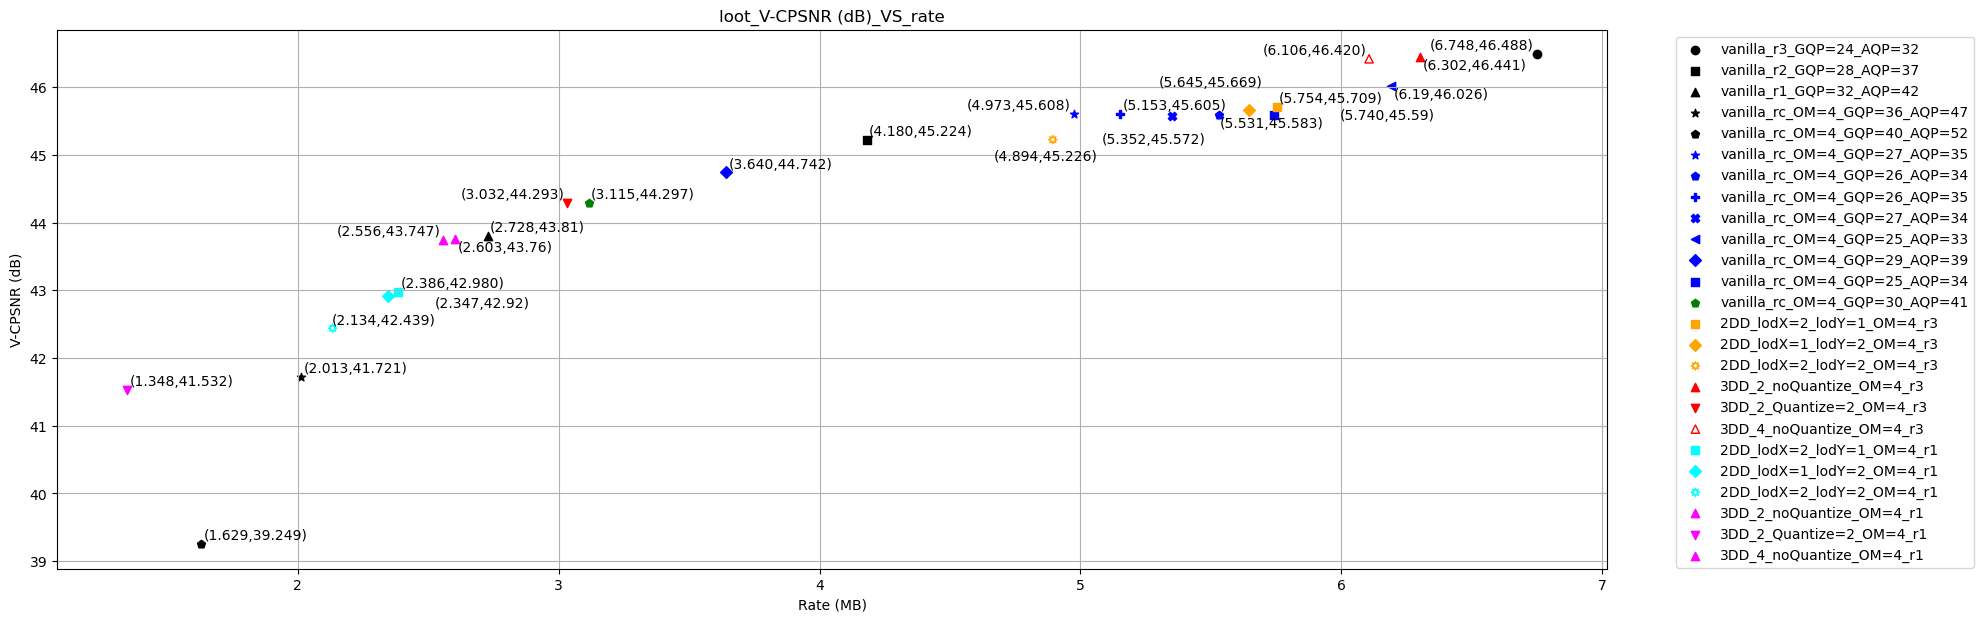 loot_V-CPSNR (dB)_VS_rate
V-CPSNR (dB)
46
45
44
43
42
41
40
39
(6.106,46.420)
(6.748,46.488)
(6.302,46.441)
(5.645,45.669)
(6.19,46.026)
(4.973,45.608)
(5.153,45.605)
(5.754,45.709)
(5.740,45.59)
(5.531,45.583)
(5.352,45.572)
(4.180,45.224)
(4.894,45.226)
(3.640,44.742)
(3.032,44.293)
(3.115,44.297)
(2.728,43.81)
(2.556,43.747)
(2.603,43.76)
(2.386,42.980)
(2.347,42.92)
(2.134,42.439)
(2.013,41.721)
(1.348,41.532)
(1.629,39.249)
2
3
4
5
6
7
Rate (MB)
vanilla_r3_GQP=24_AQP=32
vanilla_r2_GQP=28_AQP=37
vanilla_r1_GQP=32_AQP=42
vanilla_rc_OM=4_GQP=36_AQP=47
vanilla_rc_OM=4_GQP=40_AQP=52
vanilla_rc_OM=4_GQP=27_AQP=35
vanilla_rc_OM=4_GQP=26_AQP=34
vanilla_rc_OM=4_GQP=26_AQP=35
vanilla_rc_OM=4_GQP=27_AQP=34
vanilla_rc_OM=4_GQP=25_AQP=33
vanilla_rc_OM=4_GQP=29_AQP=39
vanilla_rc_OM=4_GQP=25_AQP=34
vanilla_rc_OM=4_GQP=30_AQP=41
2DD_lodX=2_lodY=1_OM=4_r3
2DD_lodX=1_lodY=2_OM=4_r3
2DD_lodX=2_lodY=2_OM=4_r3
3DD_2_noQuantize_OM=4_r3
3DD_2_Quantize=2_OM=4_r3
3DD_4_noQuantize_OM=4_r3
2DD_lodX=2_lodY=1_OM=4_r1
2DD_lodX=1_lodY=2_OM=4_r1
2DD_lodX=2_lodY=2_OM=4_r1
3DD_2_noQuantize_OM=4_r1
3DD_2_Quantize=2_OM=4_r1
3DD_4_noQuantize_OM=4_r1